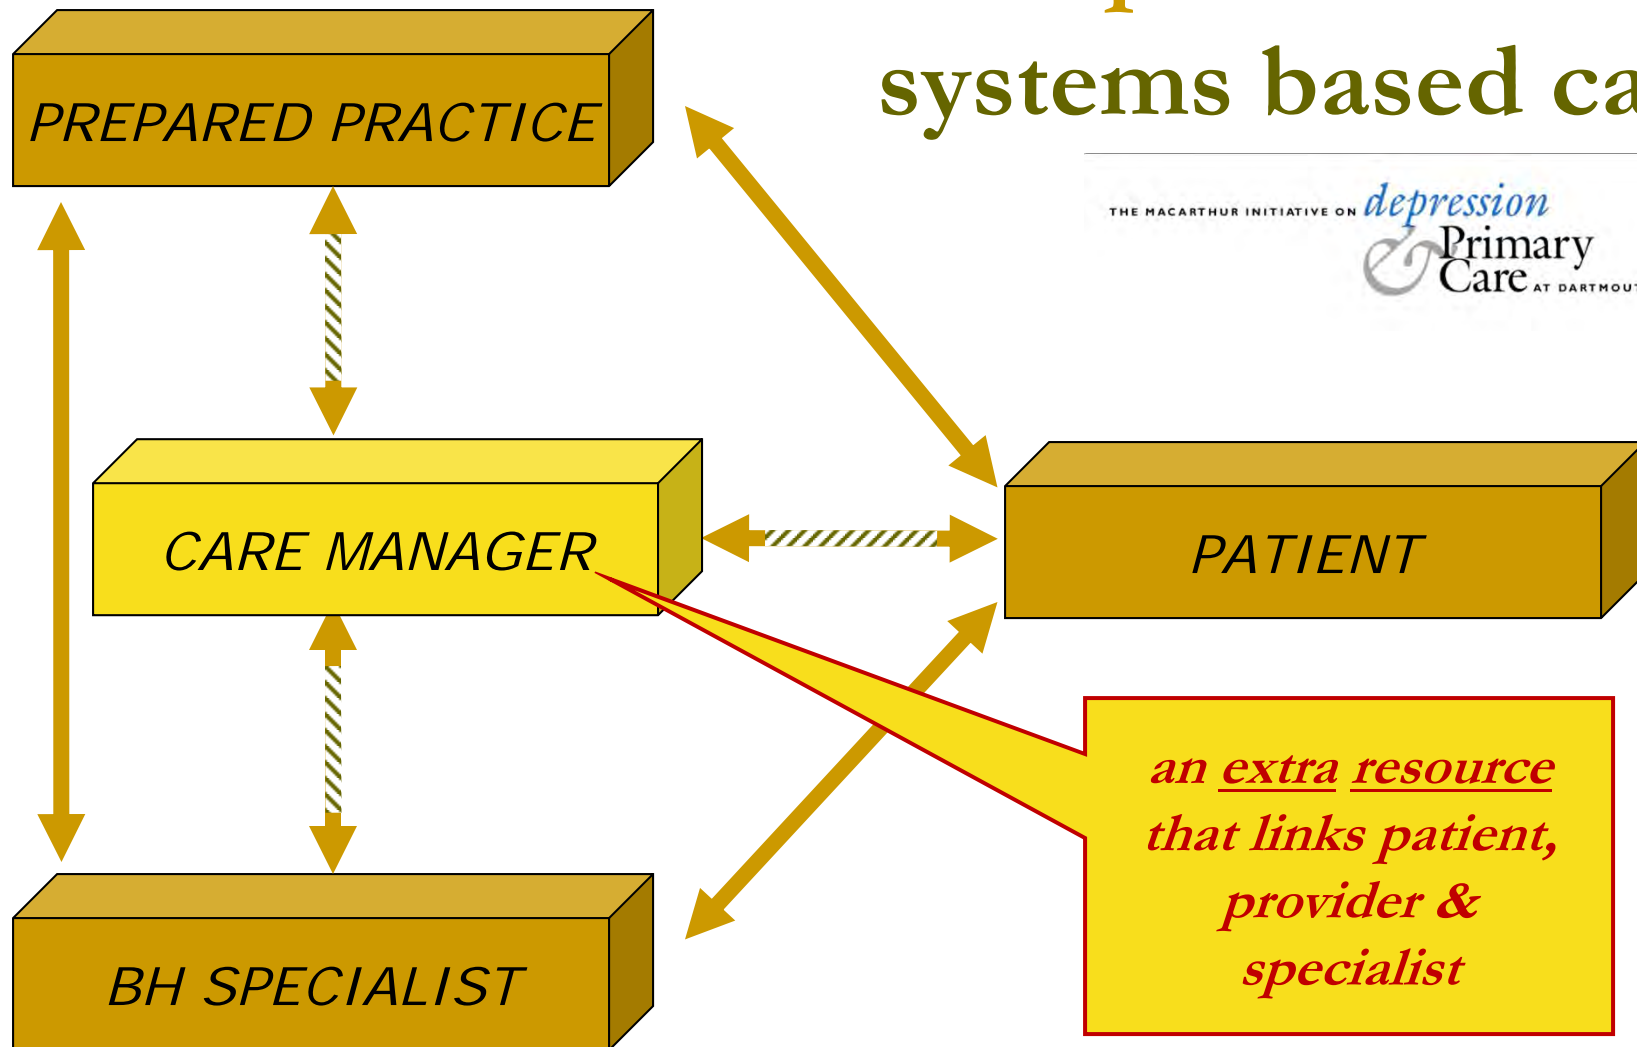 systems based ca
PREPARED PRACTICE
THE MACARTHUR INITIATIVE ON depression
& Primary
Care AT DARTMOUT
CARE MANAGER
PATIENT
an extra resource
that links patient,
provider &
specialist
BH SPECIALIST